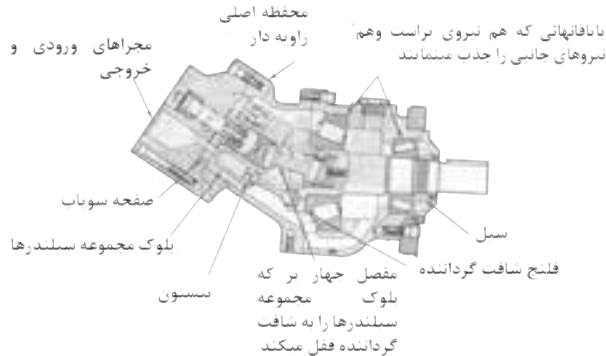 محفظه اصلی
زاویه دار
یاتاقانهائی که هم نیروی تراست وهم
نیروهای جانبی را جذب مینمایند
مجراهای ورودی و
خروجی
صفحه سوپاپ
بلوک مجموعه سیلندرها
پیستون
مفصل چهار پر که
بلوک مجموعه
سیلندرها را به شافت
گرداننده قفل میکند
سیل
فلنج شافت گرداننده